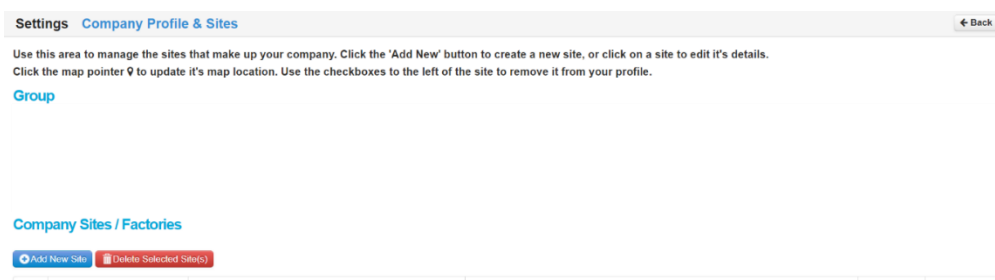 Settings Company Profile & Sites
Back
Use this area to manage the sites that make up your company. Click the 'Add New' button to create a new site, or click on a site to edit it's details.
Click the map pointer to update it's map location. Use the checkboxes to the left of the site to remove it from your profile.
Group
Company Sites / Factories
Add New Site Delete Selected Site(s)